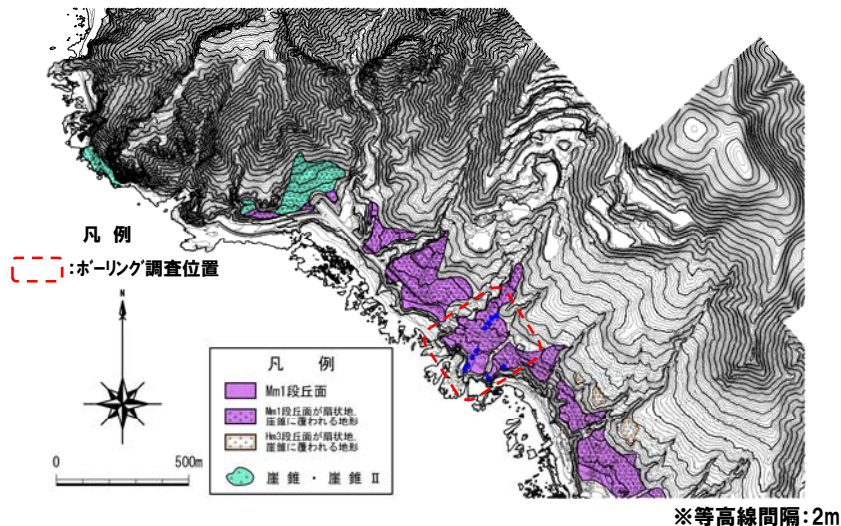 凡 例
:ボーリング調査位置
N
凡 例
Mm1段丘面
Mm1段丘面が扇状地、
崖錐に覆われる地形
Hm3段丘面が扇状地、
崖錐に覆われる地形
崖 錐 ・ 崖 錐 Ⅱ
0 500m
※等高線間隔:2m